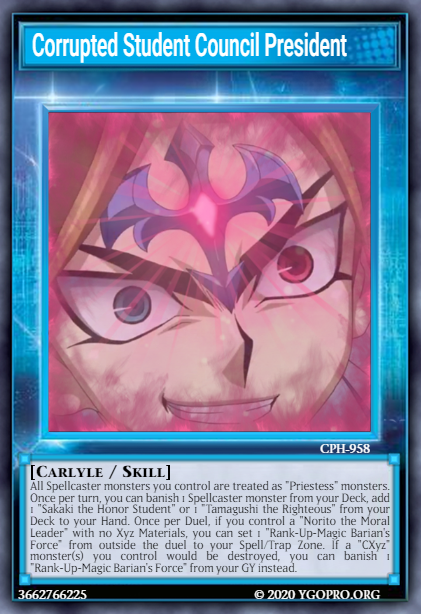 Corrupted Student Council President
CPH-958
[CARLYLE / SKILL]
All Spellcaster monsters you control are treated as "Priestess" monsters.
Once per turn, you can banish 1 Spellcaster monster from your Deck, add
1 "Sakaki the Honor Student" or 1 "Tamagushi the Righteous" from your
Deck to your Hand. Once per Duel, if you control a "Norito the Moral
Leader" with no Xyz Materials, you can set 1 "Rank-Up-Magic Barian's
Force" from outside the duel to your Spell/Trap Zone. If a "CXyz"
monster(s) you control would be destroyed, you can banish 1
"Rank-Up-Magic Barian's Force" from your GY instead.
3662766225
© 2020 YGOPRO.ORG